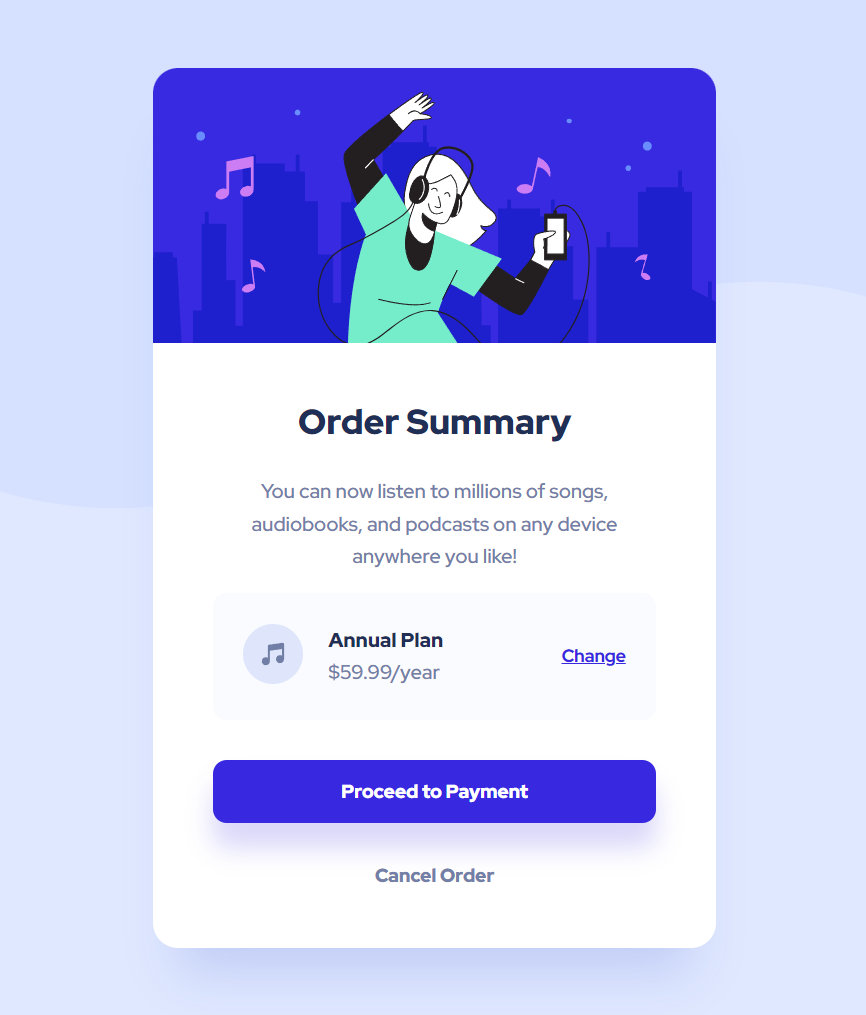 Order Summary
You can now listen to millions of songs,
audiobooks, and podcasts on any device
anywhere you like!
Annual Plan
$59.99/year
Change
Proceed to Payment
Cancel Order